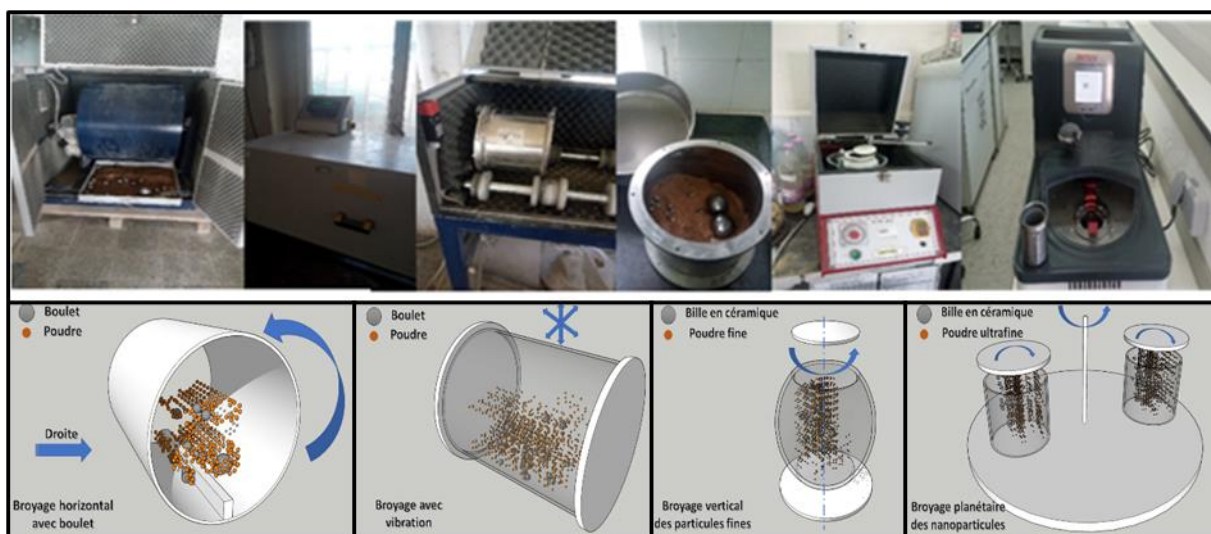 Boulet
Poudre
Droite
Broyage horizontal
avec boulet
Boulet
Poudre
Broyage avec
vibration
Bille en céramique
Poudre fine
Broyage vertical
des particules fines
Bille en céramique
Poudre ultrafine
Broyage planétaire
des nanoparticules